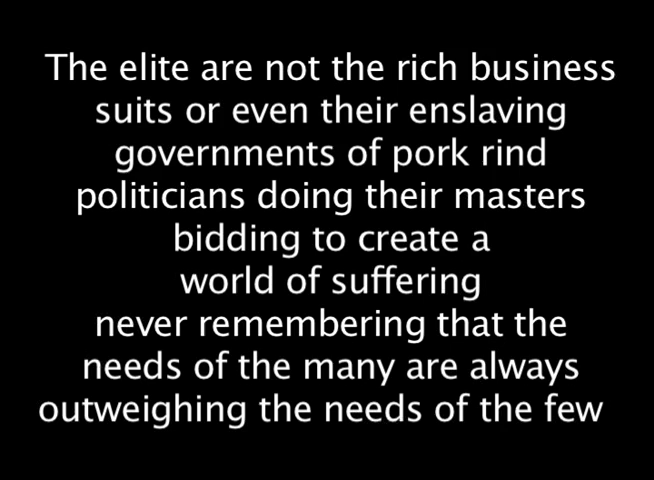 The elite are not the rich business
suits or even their enslaving
governments of pork rind
politicians doing their masters
bidding to create a
world of suffering
never remembering that the
needs of the many are always
outweighing the needs of the few